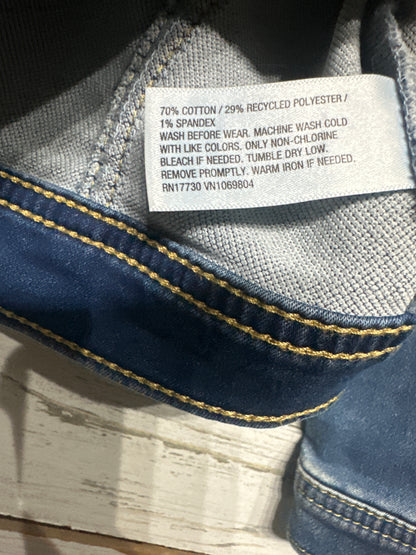 70% COTTON / 29% RECYCLED POLYESTER /
1% SPANDEX
WASH BEFORE WEAR. MACHINE WASH COLD
WITH LIKE COLORS. ONLY NON-CHLORINE
BLEACH IF NEEDED. TUMBLE DRY LOW.
REMOVE PROMPTLY. WARM IRON IF NEEDED.
RN17730 VN1069804